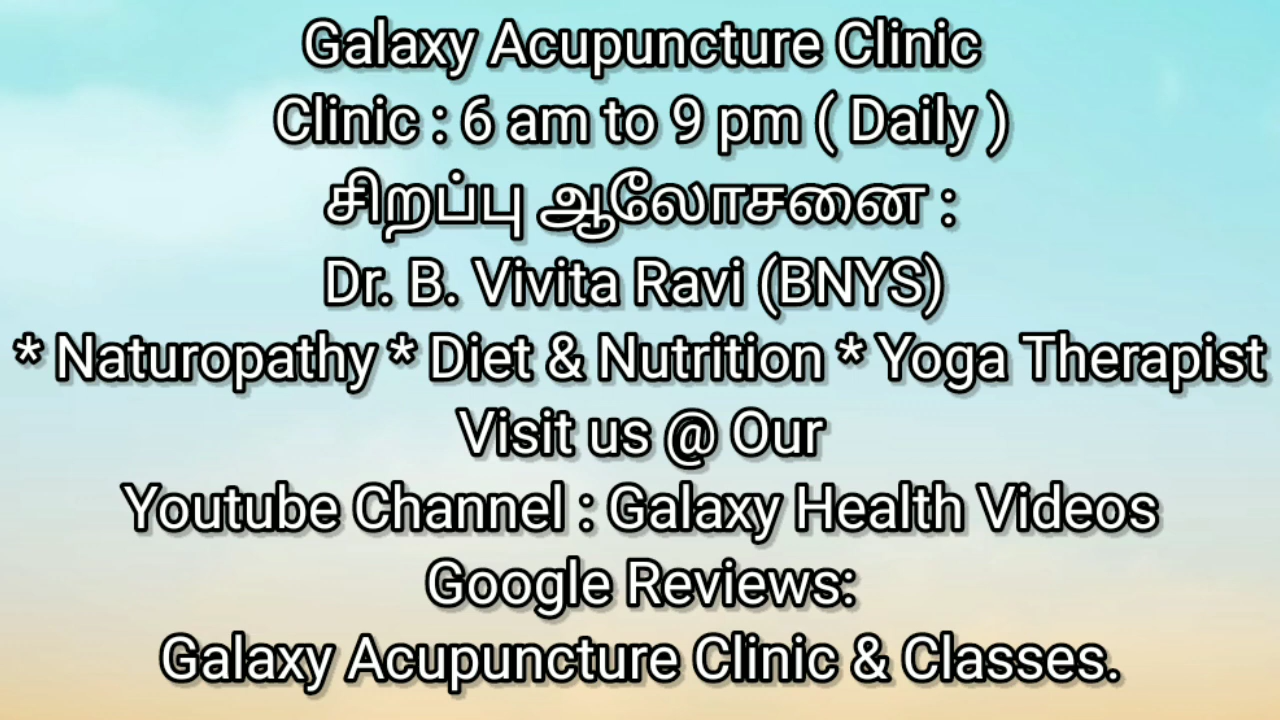 Galaxy Acupuncture Clinic
Clinic : 6 am to 9 pm ( Daily )
சிறப்பு ஆலோசனை :
Dr. B. Vivita Ravi (BNYS)
* Naturopathy * Diet & Nutrition * Yoga Therapist
Visit us @ Our
Youtube Channel : Galaxy Health Videos
Google Reviews:
Galaxy Acupuncture Clinic & Classes.